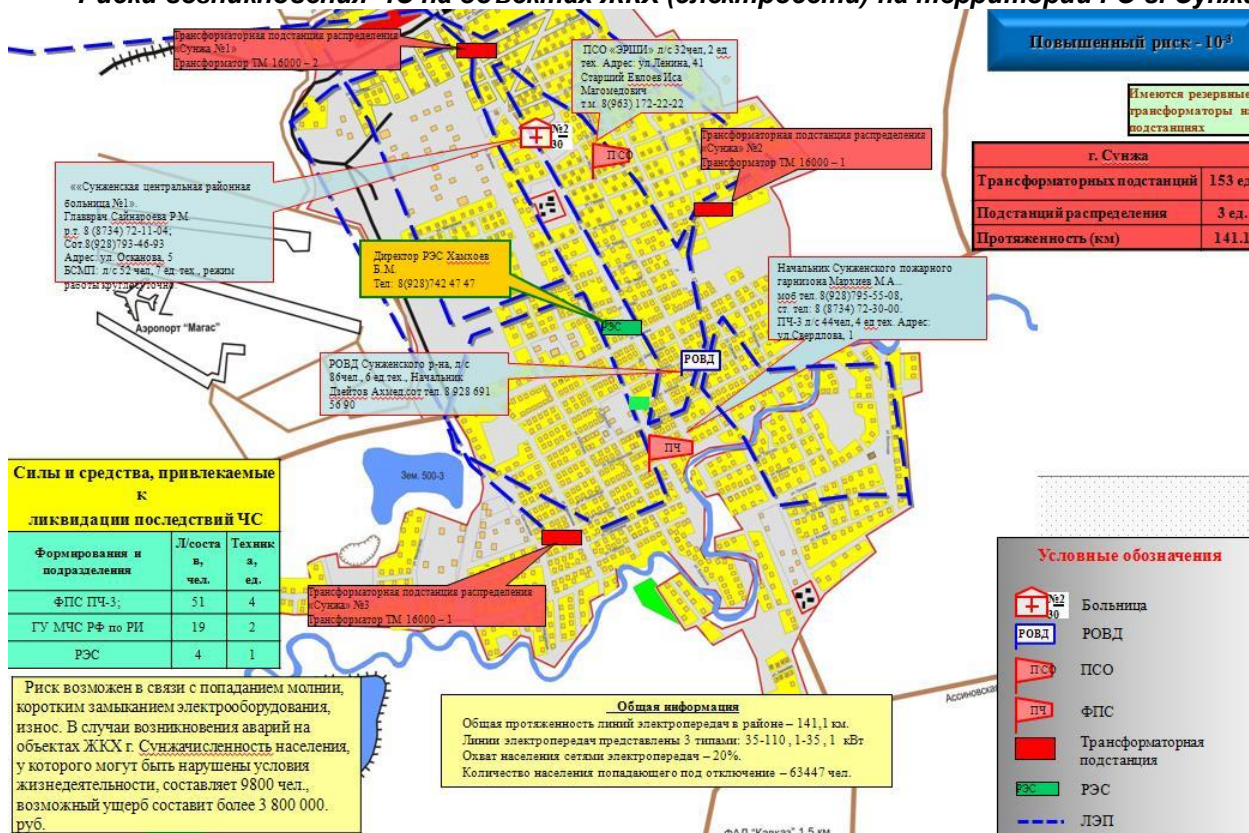 Риски возникновения ЧС на объектах ЖКХ (электросети) на территории ГО г. Сунжа
Повышенный риск - 10⁻³
Имеются резервные
трансформаторы на
подстанциях
г. Сунжа
Трансформаторных подстанций 153 ед
Подстанций распределения 3 ед.
Протяженность (км) 141.1
Трансформаторная подстанция распределения
«Сунжа №1»
Трансформатор ТМ 16000 – 2
ПСО «ЭРШИ» л/с 32чел, 2 ед
тех. Адрес: ул.Ленина, 41
Старший Евлоев Иса
Магомедович
т.м. 8(963) 172-22-22
№2
30
ПСО
Трансформаторная подстанция распределения
«Сунжа» №2
Трансформатор ТМ 16000 – 1
««Сунженская центральная районная
больница №1».
Главврач Сайнароева Р.М.
р.т. 8 (8734) 72-11-04;
Сот.8(928)793-46-93
Адрес: ул. Осканова, 5
БСМП: л/с 52 чел, 7 ед. тех., режим
работы круглосуточно.
Директор РЭС Хамхоев
Б.М.
Тел: 8(928)742 47 47
Начальник Сунженского пожарного
гарнизона Мархиев М.А..
моб тел. 8(928)795-55-08,
ст. тел: 8 (8734) 72-30-00.
ПЧ-3 л/с 44чел, 4 ед тех. Адрес:
ул.Свердлова, 1
Аэропорт "Магас"
РЭС
РОВД
РОВД Сунженского р-на, л/с
86чел., 6 ед.тех., Начальник
Дзейтов Ахмед.сот тел. 8 928 691
56 90
ПЧ
Зем. 500-3
Силы и средства, привлекаемые
к
ликвидации последствий ЧС
Формирования и подразделения Л/состав, чел. Техника, ед.
ФПС ПЧ-3; 51 4
ГУ МЧС РФ по РИ 19 2
РЭС 4 1
Трансформаторная подстанция распределения
«Сунжа» №3
Трансформатор ТМ 16000 – 1
Риск возможен в связи с попаданием молнии,
коротким замыканием электрооборудования,
износ. В случаи возникновения аварий на
объектах ЖКХ г. Сунжачисленность населения,
у которого могут быть нарушены условия
жизнедеятельности, составляет 9800 чел.,
возможный ущерб составит более 3 800 000.
руб.
Общая информация
Общая протяженность линий электропередач в районе – 141,1 км.
Линии электропередач представлены 3 типами: 35-110 , 1-35 , 1 кВт
Охват населения сетями электропередач – 20%.
Количество населения попадающего под отключение – 63447 чел.
Ассиновская
ФАД "Кавказ" 1,5 км
Условные обозначения
№2
30
Больница
РОВД РОВД
ПСО ПСО
ПЧ ФПС
Трансформаторная
подстанция
РЭС РЭС
ЛЭП